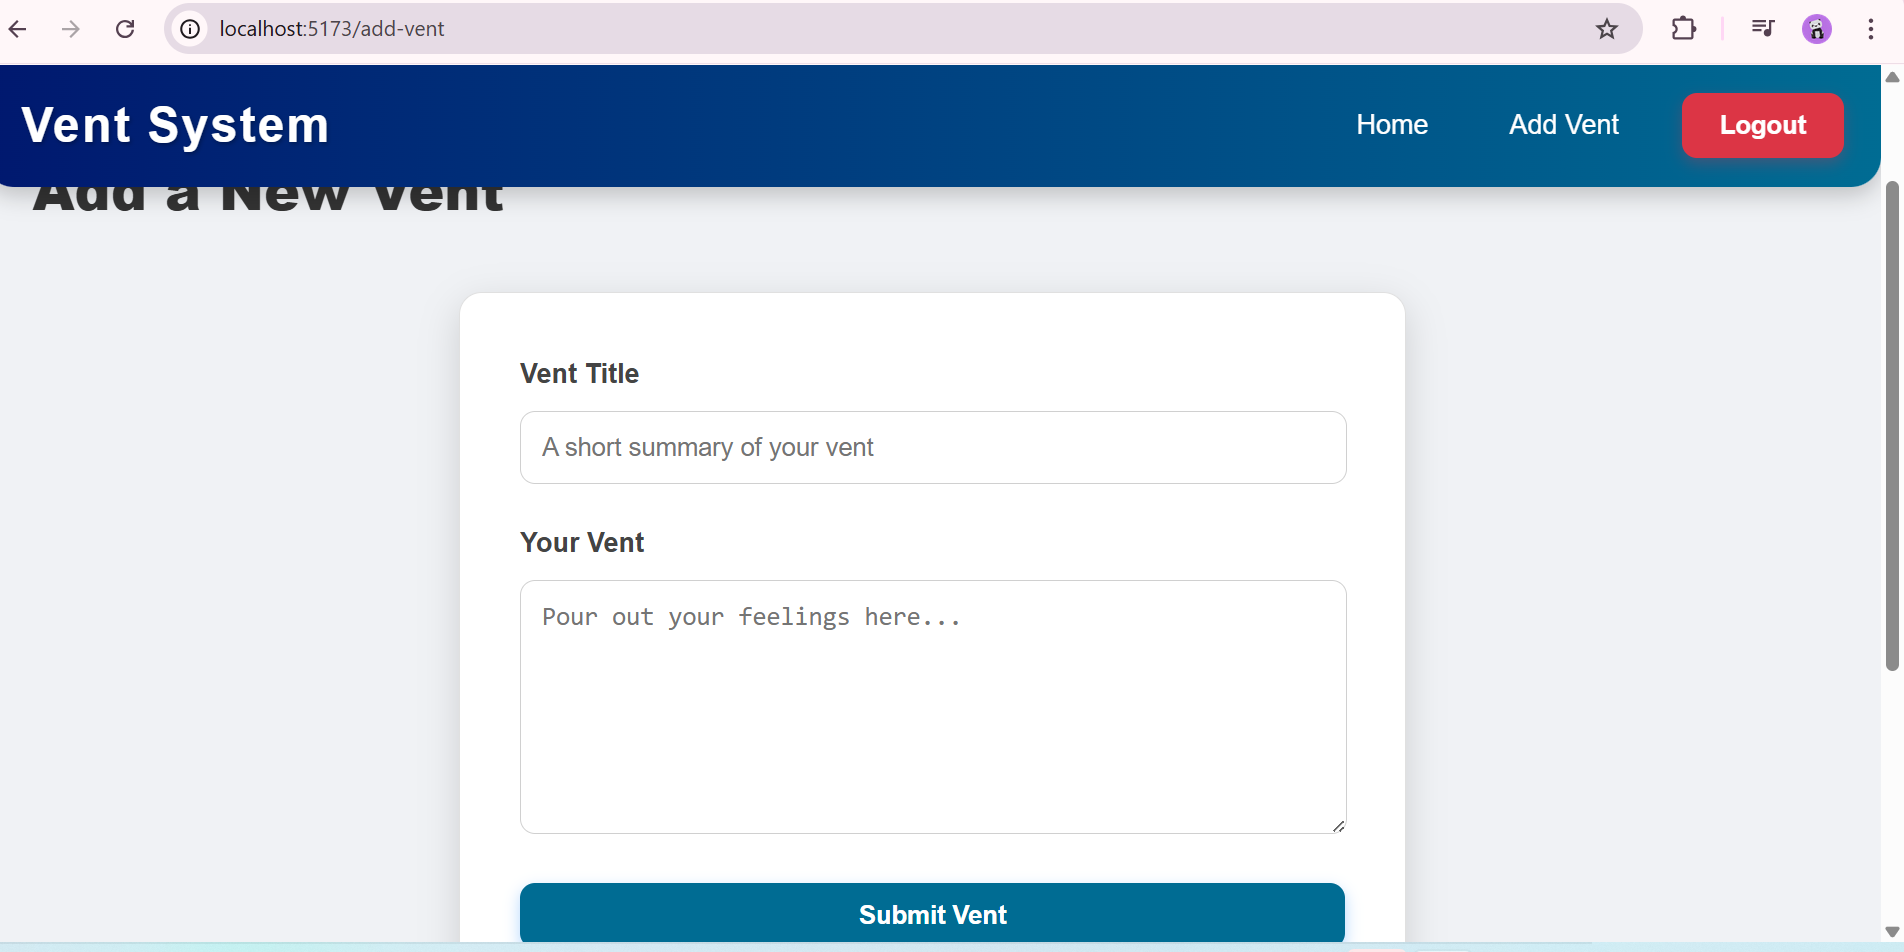 localhost:5173/add-vent
Vent System
Home
Add Vent
Logout
Add a New Vent
Vent Title
A short summary of your vent
Your Vent
Pour out your feelings here...
Submit Vent